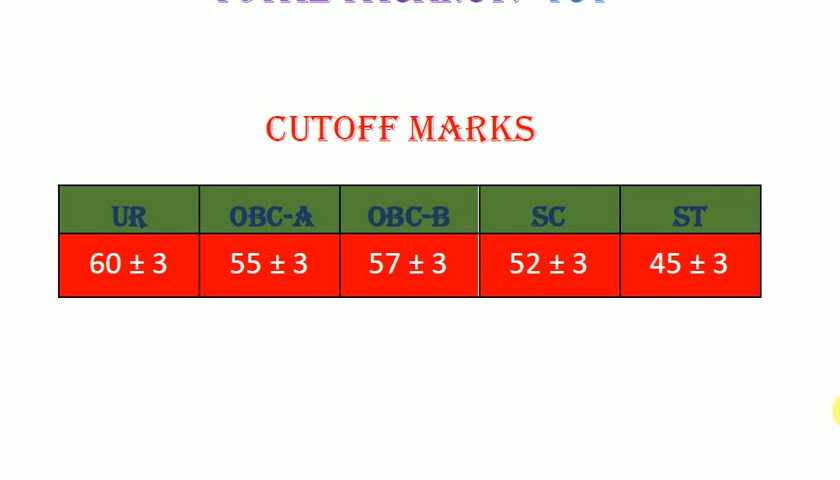 CUTOFF MARKS
UR OBC-A OBC-B SC ST
60 ± 3 55 ± 3 57 ± 3 52 ± 3 45 ± 3